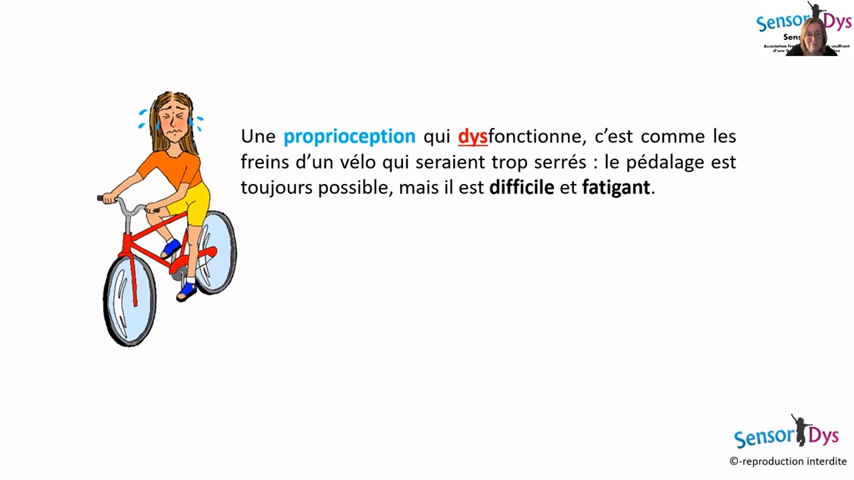 Sensor Dys
Sens
Une proprioception qui dysfonctionne, c’est comme les
freins d’un vélo qui seraient trop serrés : le pédalage est
toujours possible, mais il est difficile et fatigant.
Sensor Dys
©-reproduction interdite